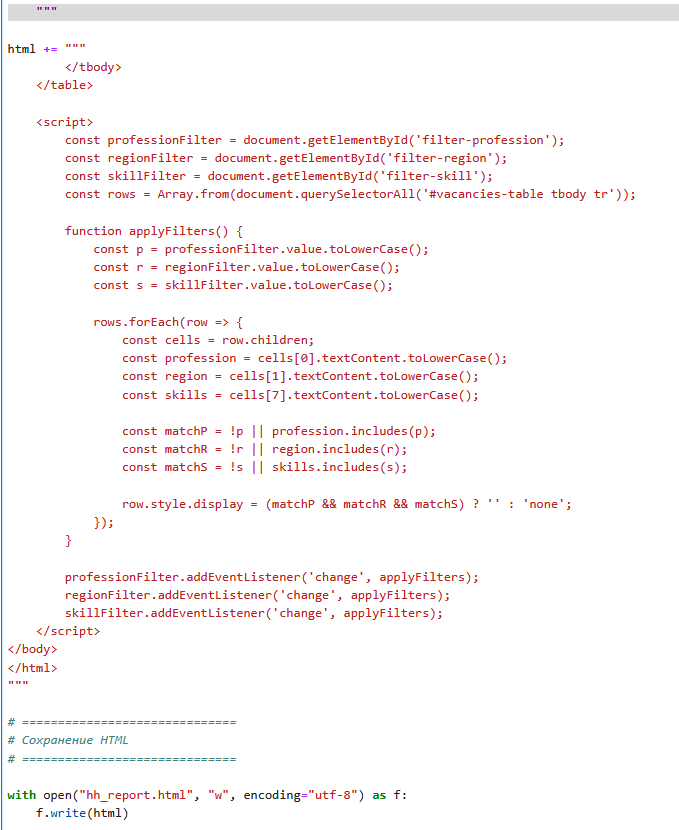 """

html += """
        </tbody>
    </table>

    <script>
        const professionFilter = document.getElementById('filter-profession');
        const regionFilter = document.getElementById('filter-region');
        const skillFilter = document.getElementById('filter-skill');
        const rows = Array.from(document.querySelectorAll('#vacancies-table tbody tr'));

        function applyFilters() {
            const p = professionFilter.value.toLowerCase();
            const r = regionFilter.value.toLowerCase();
            const s = skillFilter.value.toLowerCase();

            rows.forEach(row => {
                const cells = row.children;
                const profession = cells[0].textContent.toLowerCase();
                const region = cells[1].textContent.toLowerCase();
                const skills = cells[7].textContent.toLowerCase();

                const matchP = !p || profession.includes(p);
                const matchR = !r || region.includes(r);
                const matchS = !s || skills.includes(s);

                row.style.display = (matchP && matchR && matchS) ? '' : 'none';
            });
        }

        professionFilter.addEventListener('change', applyFilters);
        regionFilter.addEventListener('change', applyFilters);
        skillFilter.addEventListener('change', applyFilters);
    </script>
</body>
</html>
"""

# ==============================
# Сохранение HTML
# ==============================

with open("hh_report.html", "w", encoding="utf-8") as f:
    f.write(html)